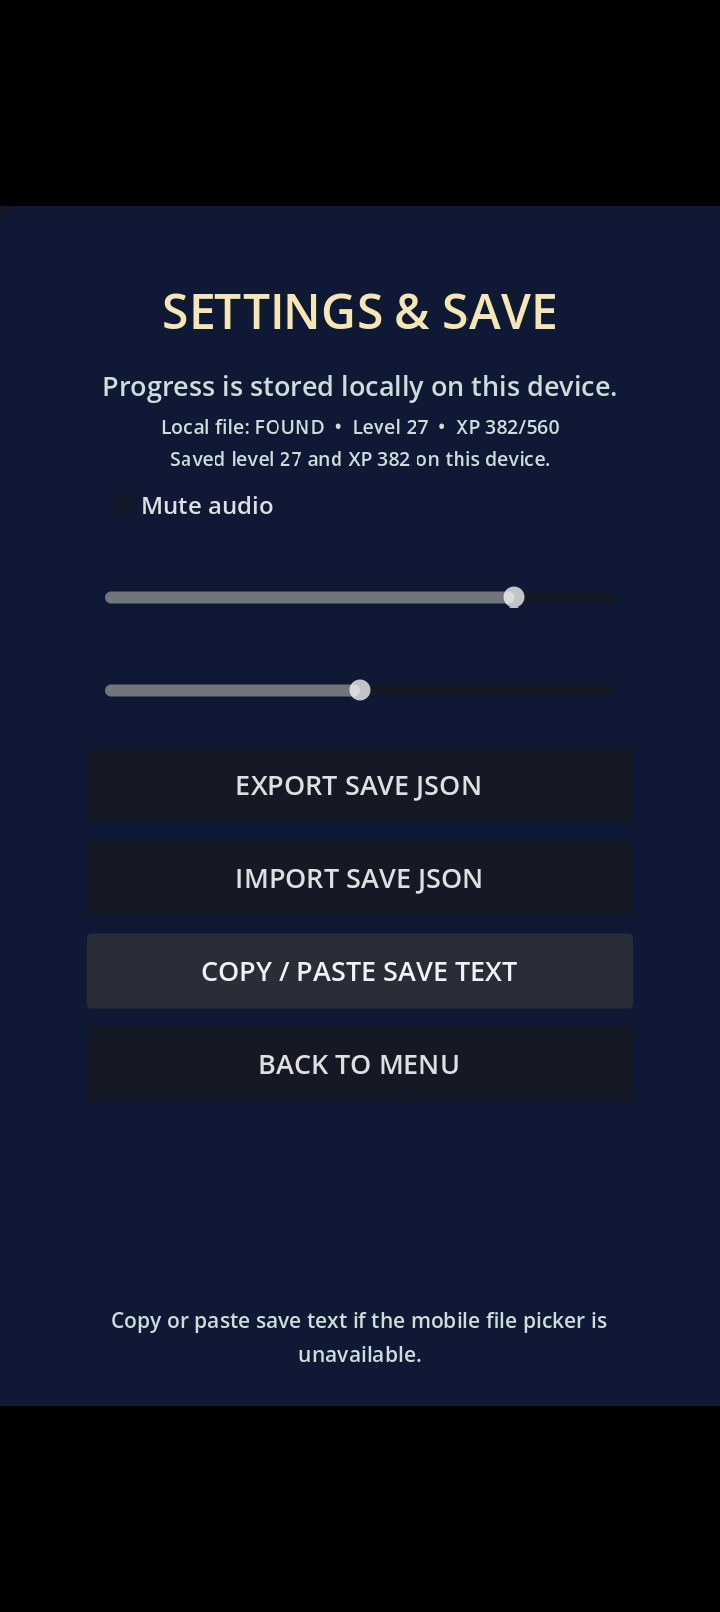 SETTINGS & SAVE
Progress is stored locally on this device.
Local file: FOUND • Level 27 • XP 382/560
Saved level 27 and XP 382 on this device.
Mute audio
EXPORT SAVE JSON
IMPORT SAVE JSON
COPY / PASTE SAVE TEXT
BACK TO MENU
Copy or paste save text if the mobile file picker is
unavailable.